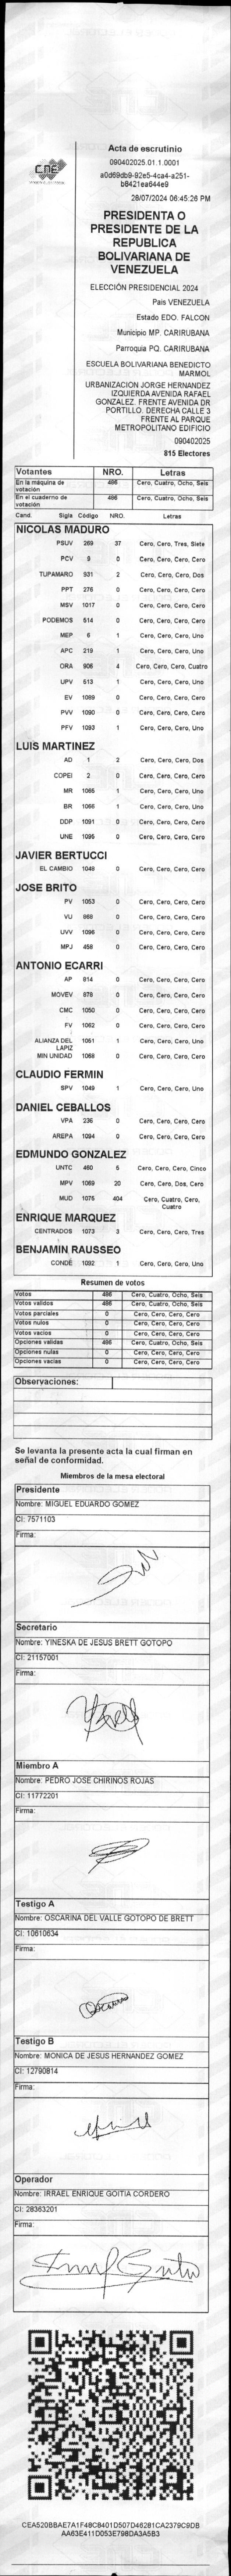 CNE
Acta de escrutinio
090402025.01.1.0001
a0d69db9-92e5-4ca4-a251-
b8421ea644e9
28/07/2024 06:45:26 PM
PRESIDENTA O
PRESIDENTE DE LA
REPUBLICA
BOLIVARIANA DE
VENEZUELA
ELECCIÓN PRESIDENCIAL 2024
Pais VENEZUELA
Estado EDO. FALCON
Municipio MP. CARIRUBANA
Parroquia PQ. CARIRUBANA
ESCUELA BOLIVARIANA BENEDICTO
MARMOL
URBANIZACION JORGE HERNANDEZ
IZQUIERDA AVENIDA RAFAEL
GONZALEZ. FRENTE AVENIDA DR
PORTILLO. DERECHA CALLE 3
FRENTE AL PARQUE
METROPOLITANO EDIFICIO
090402025
815 Electores
Votantes NRO. Letras
En la máquina de votación 486 Cero, Cuatro, Ocho, Seis
En el cuaderno de votación 486 Cero, Cuatro, Ocho, Seis
Cand. Sigla Código NRO. Letras
NICOLAS MADURO
PSUV 269 37 Cero, Cero, Tres, Siete
PCV 9 0 Cero, Cero, Cero, Cero
TUPAMARO 931 2 Cero, Cero, Cero, Dos
PPT 276 0 Cero, Cero, Cero, Cero
MSV 1017 0 Cero, Cero, Cero, Cero
PODEMOS 514 0 Cero, Cero, Cero, Cero
MEP 6 1 Cero, Cero, Cero, Uno
APC 219 1 Cero, Cero, Cero, Uno
ORA 906 4 Cero, Cero, Cero, Cuatro
UPV 513 1 Cero, Cero, Cero, Uno
EV 1089 0 Cero, Cero, Cero, Cero
PVV 1090 0 Cero, Cero, Cero, Cero
PFV 1093 1 Cero, Cero, Cero, Uno
LUIS MARTINEZ
AD 1 2 Cero, Cero, Cero, Dos
COPEI 2 0 Cero, Cero, Cero, Cero
MR 1065 1 Cero, Cero, Cero, Uno
BR 1066 1 Cero, Cero, Cero, Uno
DDP 1091 0 Cero, Cero, Cero, Cero
UNE 1095 0 Cero, Cero, Cero, Cero
JAVIER BERTUCCI
EL CAMBIO 1048 0 Cero, Cero, Cero, Cero
JOSE BRITO
PV 1053 0 Cero, Cero, Cero, Cero
VU 868 0 Cero, Cero, Cero, Cero
UVV 1096 0 Cero, Cero, Cero, Cero
MPJ 458 0 Cero, Cero, Cero, Cero
ANTONIO ECARRI
AP 814 0 Cero, Cero, Cero, Cero
MOVEV 878 0 Cero, Cero, Cero, Cero
CMC 1050 0 Cero, Cero, Cero, Cero
FV 1062 0 Cero, Cero, Cero, Cero
ALIANZA DEL LAPIZ 1061 1 Cero, Cero, Cero, Uno
MIN UNIDAD 1068 0 Cero, Cero, Cero, Cero
CLAUDIO FERMIN
SPV 1049 1 Cero, Cero, Cero, Uno
DANIEL CEBALLOS
VPA 236 0 Cero, Cero, Cero, Cero
AREPA 1094 0 Cero, Cero, Cero, Cero
EDMUNDO GONZALEZ
UNTC 460 5 Cero, Cero, Cero, Cinco
MPV 1069 20 Cero, Cero, Dos, Cero
MUD 1075 404 Cero, Cuatro, Cero, Cuatro
ENRIQUE MARQUEZ
CENTRADOS 1073 3 Cero, Cero, Cero, Tres
BENJAMIN RAUSSEO
CONDE 1092 1 Cero, Cero, Cero, Uno
Resumen de votos
Votos 486 Cero, Cuatro, Ocho, Seis
Votos validos 486 Cero, Cuatro, Ocho, Seis
Votos parciales 0 Cero, Cero, Cero, Cero
Votos nulos 0 Cero, Cero, Cero, Cero
Votos vacios 0 Cero, Cero, Cero, Cero
Opciones validas 486 Cero, Cuatro, Ocho, Seis
Opciones nulas 0 Cero, Cero, Cero, Cero
Opciones vacias 0 Cero, Cero, Cero, Cero
Observaciones:
Se levanta la presente acta la cual firman en
señal de conformidad.
Miembros de la mesa electoral
Presidente
Nombre: MIGUEL EDUARDO GOMEZ
CI: 7571103
Firma:
Secretario
Nombre: YINESKA DE JESUS BRETT GOTOPO
CI: 21157001
Firma:
Miembro A
Nombre: PEDRO JOSE CHIRINOS ROJAS
CI: 11772201
Firma:
Testigo A
Nombre: OSCARINA DEL VALLE GOTOPO DE BRETT
CI: 10610634
Firma:
Testigo B
Nombre: MONICA DE JESUS HERNANDEZ GOMEZ
CI: 12790814
Firma:
Operador
Nombre: IRRAEL ENRIQUE GOITIA CORDERO
CI: 28363201
Firma:
CEA520BBAE7A1F48C8401D507D46281CA2379C9DB
AA63E411D053E798DA3A5B3